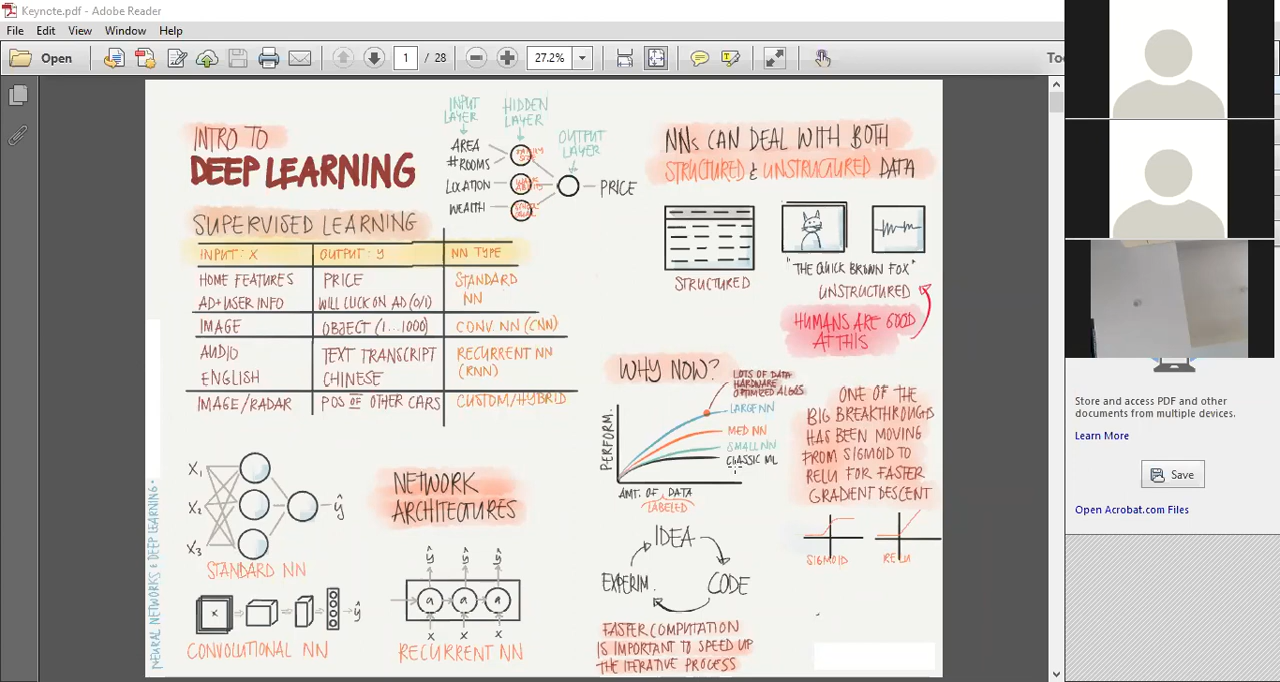 Keynote.pdf - Adobe Reader
File Edit View Window Help
Open
1 / 28
27.2%
INTRO TO
DEEP LEARNING
INPUT LAYER
HIDDEN LAYER
OUTPUT LAYER
AREA
#ROOMS
LOCATION
WEALTH
PRICE
SUPERVISED LEARNING
INPUT: X OUTPUT: y NN TYPE
HOME FEATURES PRICE STANDARD
AD+USER INFO WILL CLICK ON AD (0/1) NN
IMAGE OBJECT (1...1000) CONV. NN (CNN)
AUDIO TEXT TRANSCRIPT RECURRENT NN
ENGLISH CHINESE (RNN)
IMAGE/RADAR POS OF OTHER CARS CUSTOM/HYBRID
NNs CAN DEAL WITH BOTH
STRUCTURED & UNSTRUCTURED DATA
STRUCTURED
"THE QUICK BROWN FOX"
UNSTRUCTURED
HUMANS ARE GOOD
AT THIS
WHY NOW?
LOTS OF DATA
HARDWARE
OPTIMIZED ALGOS
LARGE NN
MED NN
SMALL NN
CLASSIC ML
PERFORM.
AMT. OF DATA
LABELED
ONE OF THE
BIG BREAKTHROUGHS
HAS BEEN MOVING
FROM SIGMOID TO
RELU FOR FASTER
GRADIENT DESCENT
SIGMOID
RELU
X1
X2
X3
ŷ
STANDARD NN
NETWORK
ARCHITECTURES
X
ŷ
CONVOLUTIONAL NN
ŷ ŷ ŷ
a a a
X X X
RECURRENT NN
IDEA
CODE
EXPERIM.
FASTER COMPUTATION
IS IMPORTANT TO SPEED UP
THE ITERATIVE PROCESS
NEURAL NETWORKS & DEEP LEARNING
Too
Store and access PDF and other
documents from multiple devices.
Learn More
Save
Open Acrobat.com Files